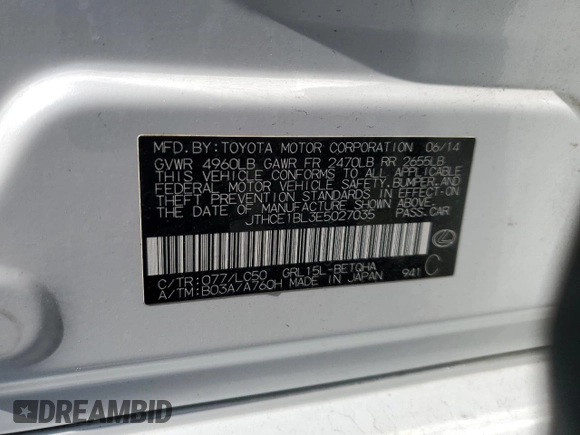 MFD.BY:TOYOTA MOTOR CORPORATION 06/14
GVWR 4960LB GAWR FR 2470LB RR 2655LB
THIS VEHICLE CONFORMS TO ALL APPLICABLE
FEDERAL MOTOR VEHICLE SAFETY,BUMPER,AND
THEFT PREVENTION STANDARDS IN EFFECT ON
THE DATE OF MANUFACTURE SHOWN ABOVE.
JTHCE1BL3E5027035 PASS.CAR
C/TR:077/LC50 GRL15L-BETQHA
A/TM:B03A/A760H MADE IN JAPAN 941 C
DREAMBID